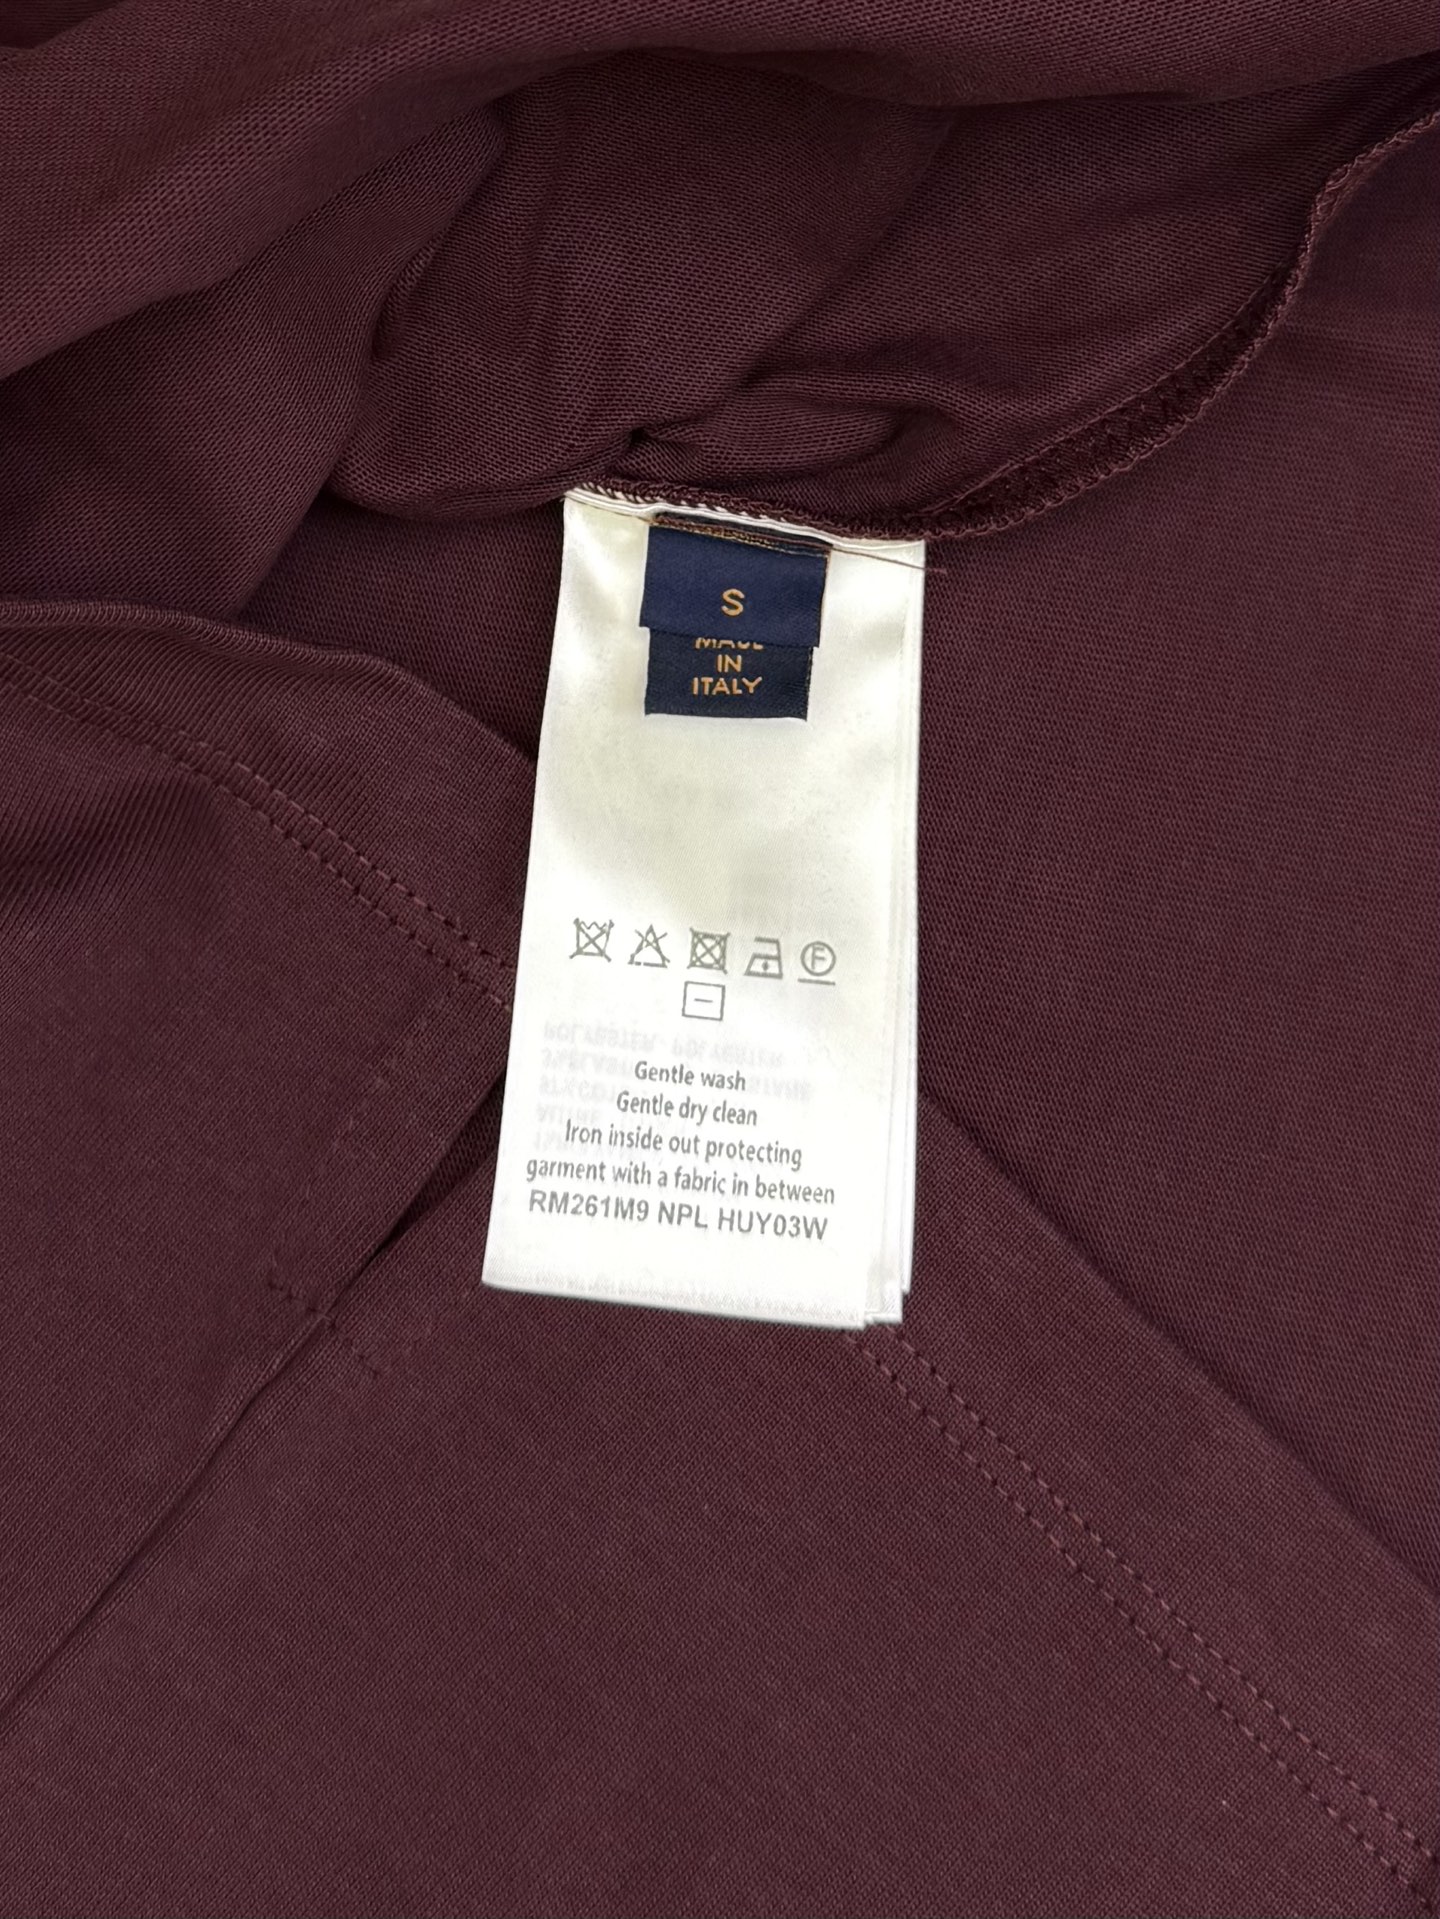 S
MADE
IN
ITALY
F
Gentle wash
Gentle dry clean
Iron inside out protecting
garment with a fabric in between
RM261M9 NPL HUY03W